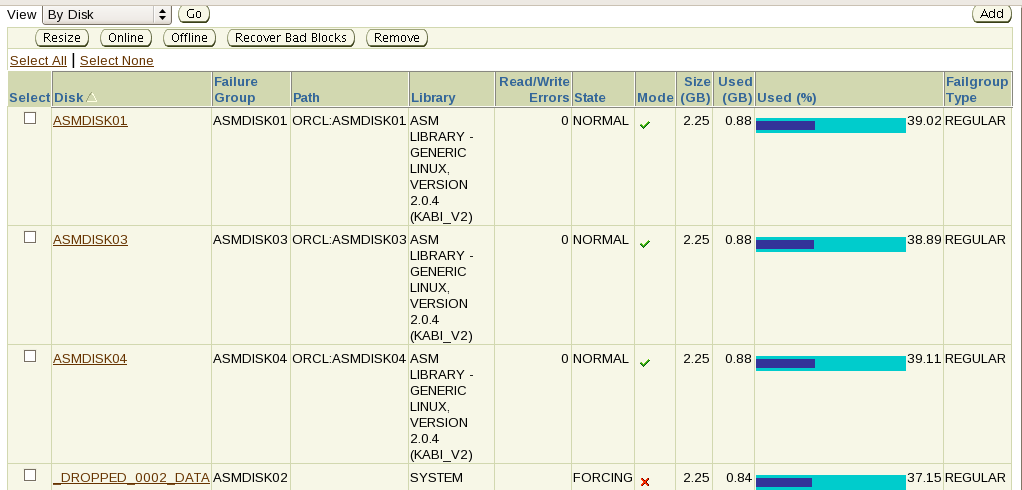 View By Disk Go Add
Resize Online Offline Recover Bad Blocks Remove
Select All | Select None
Select Disk Failure Group Path Library Read/Write Errors State Mode Size (GB) Used (GB) Used (%) Failgroup Type
ASMDISK01 ASMDISK01 ORCL:ASMDISK01 ASM 0 NORMAL 2.25 0.88 39.02 REGULAR
LIBRARY -
GENERIC
LINUX,
VERSION
2.0.4
(KABI_V2)
ASMDISK03 ASMDISK03 ORCL:ASMDISK03 ASM 0 NORMAL 2.25 0.88 38.89 REGULAR
LIBRARY -
GENERIC
LINUX,
VERSION
2.0.4
(KABI_V2)
ASMDISK04 ASMDISK04 ORCL:ASMDISK04 ASM 0 NORMAL 2.25 0.88 39.11 REGULAR
LIBRARY -
GENERIC
LINUX,
VERSION
2.0.4
(KABI_V2)
_DROPPED_0002_DATA ASMDISK02 SYSTEM FORCING 2.25 0.84 37.15 REGULAR